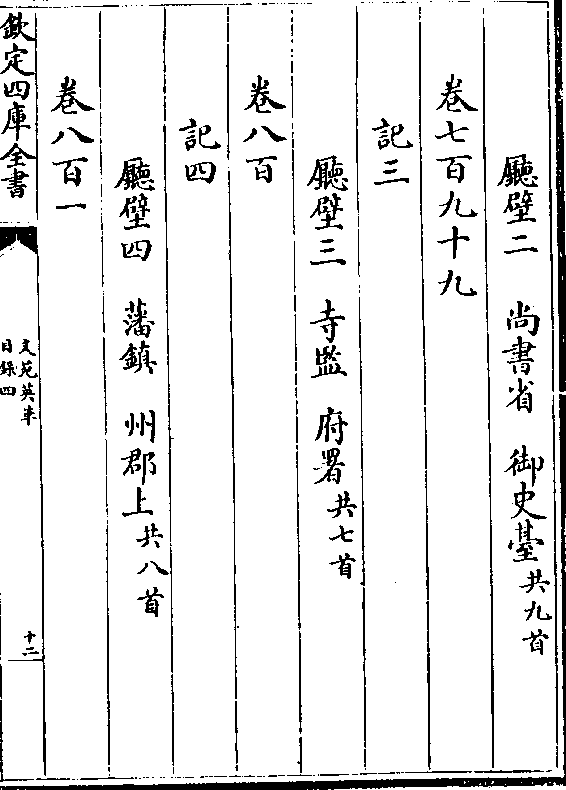 廳壁二　尚書省　御史臺共九首
卷七百九十九
記三
廳壁三　寺監　府署共七首
卷八百
記四
廳壁四　藩鎮　州郡上共八首
卷八百一
欽定四庫全書
文苑英華
目錄四
十二